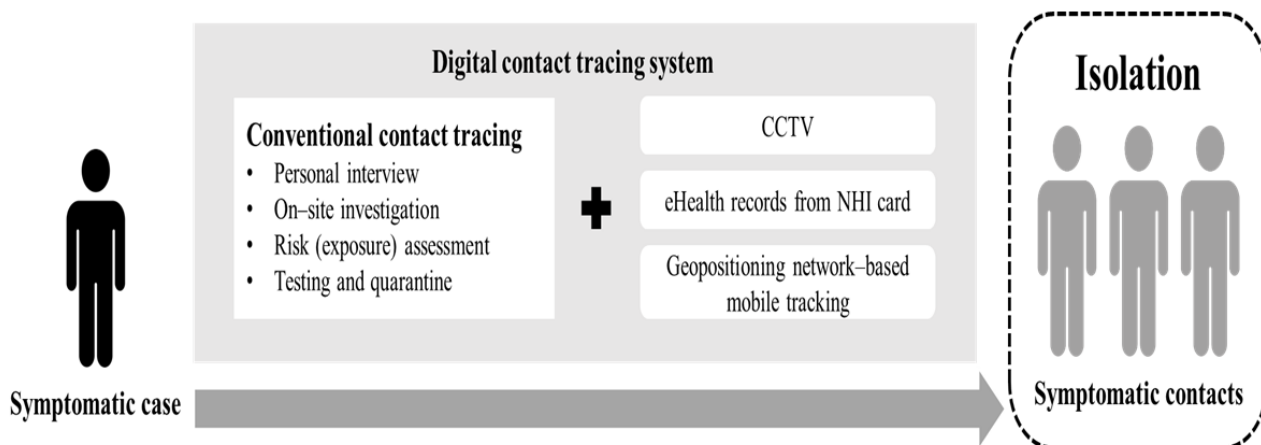 Digital contact tracing system
Conventional contact tracing
• Personal interview
• On-site investigation
• Risk (exposure) assessment
• Testing and quarantine
CCTV
eHealth records from NHI card
Geopositioning network–based
mobile tracking
Isolation
Symptomatic case
Symptomatic contacts